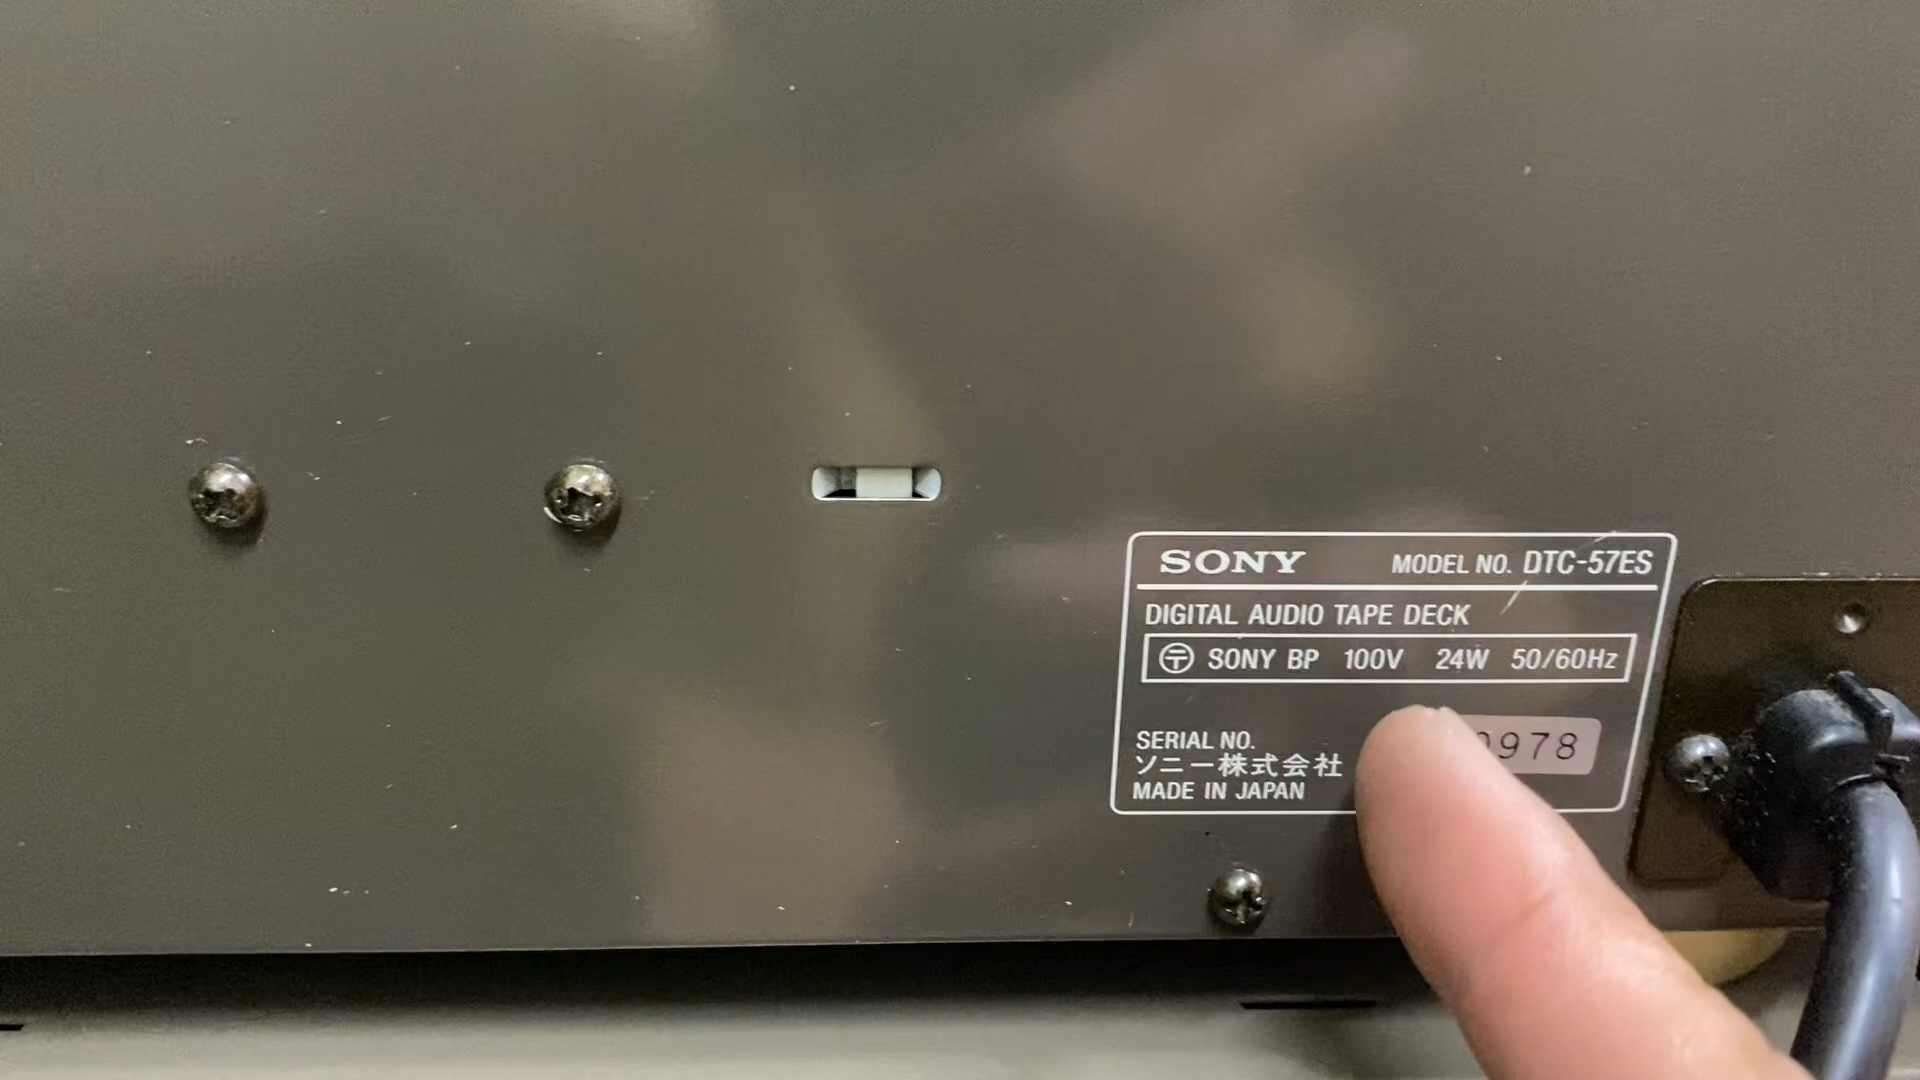 SONY MODEL NO. DTC-57ES
DIGITAL AUDIO TAPE DECK
〶 SONY BP 100V 24W 50/60Hz
SERIAL NO. 978
ソニー株式会社
MADE IN JAPAN